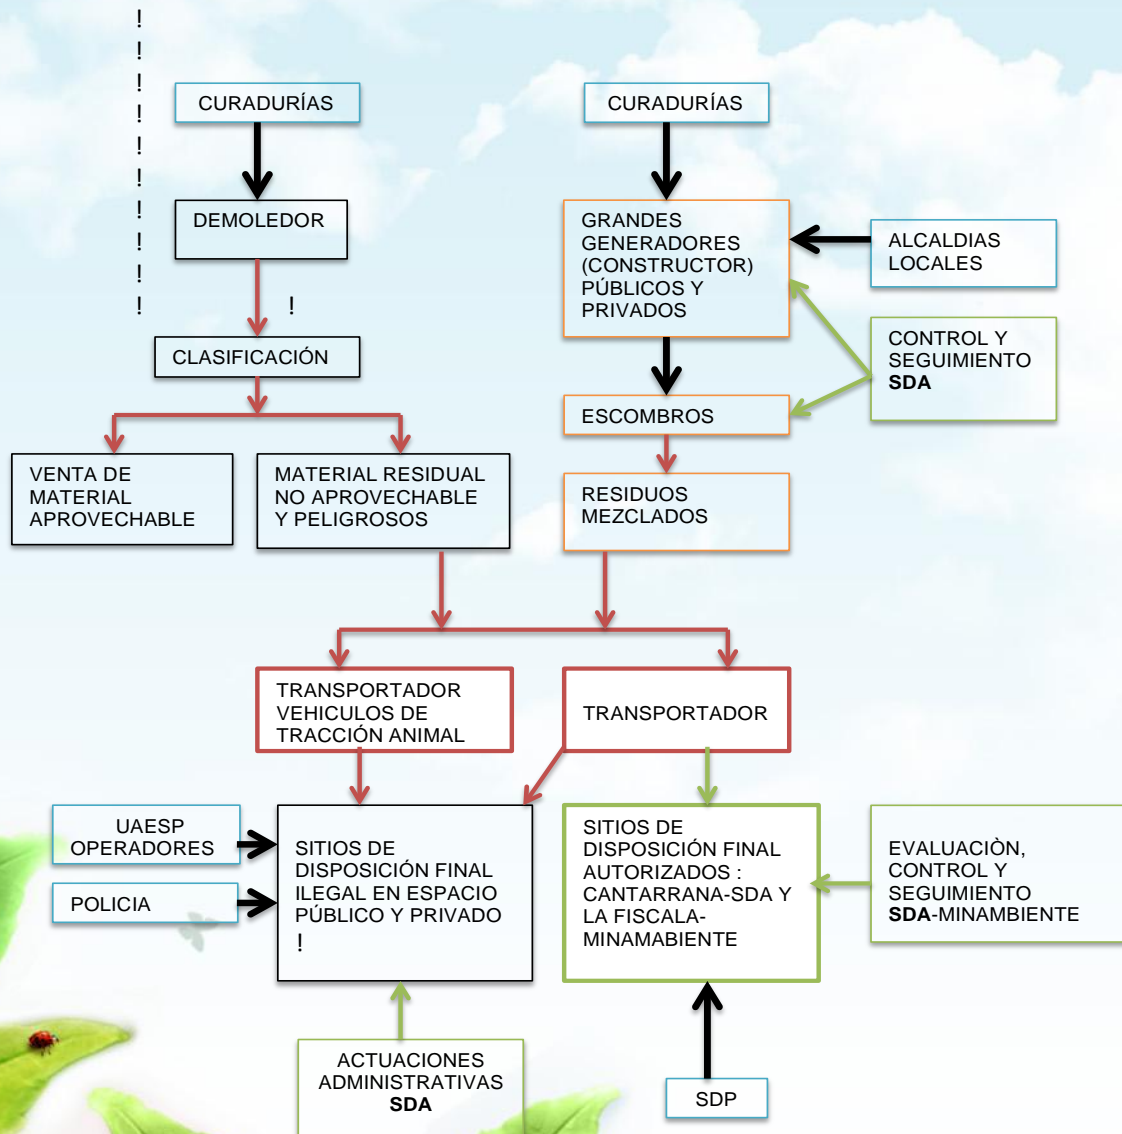 !
!
!
!
!
!
!
!
!
!
CURADURÍAS
CURADURÍAS
DEMOLEDOR
GRANDES
GENERADORES
(CONSTRUCTOR)
PÚBLICOS Y
PRIVADOS
ALCALDIAS
LOCALES
!
CLASIFICACIÓN
CONTROL Y
SEGUIMIENTO
SDA
ESCOMBROS
VENTA DE
MATERIAL
APROVECHABLE
MATERIAL RESIDUAL
NO APROVECHABLE
Y PELIGROSOS
RESIDUOS
MEZCLADOS
TRANSPORTADOR
VEHICULOS DE
TRACCIÓN ANIMAL
TRANSPORTADOR
UAESP
OPERADORES
POLICIA
SITIOS DE
DISPOSICIÓN FINAL
ILEGAL EN ESPACIO
PÚBLICO Y PRIVADO
!
SITIOS DE
DISPOSICIÓN FINAL
AUTORIZADOS :
CANTARRANA-SDA Y
LA FISCALA-
MINAMABIENTE
EVALUACIÒN,
CONTROL Y
SEGUIMIENTO
SDA-MINAMBIENTE
ACTUACIONES
ADMINISTRATIVAS
SDA
SDP